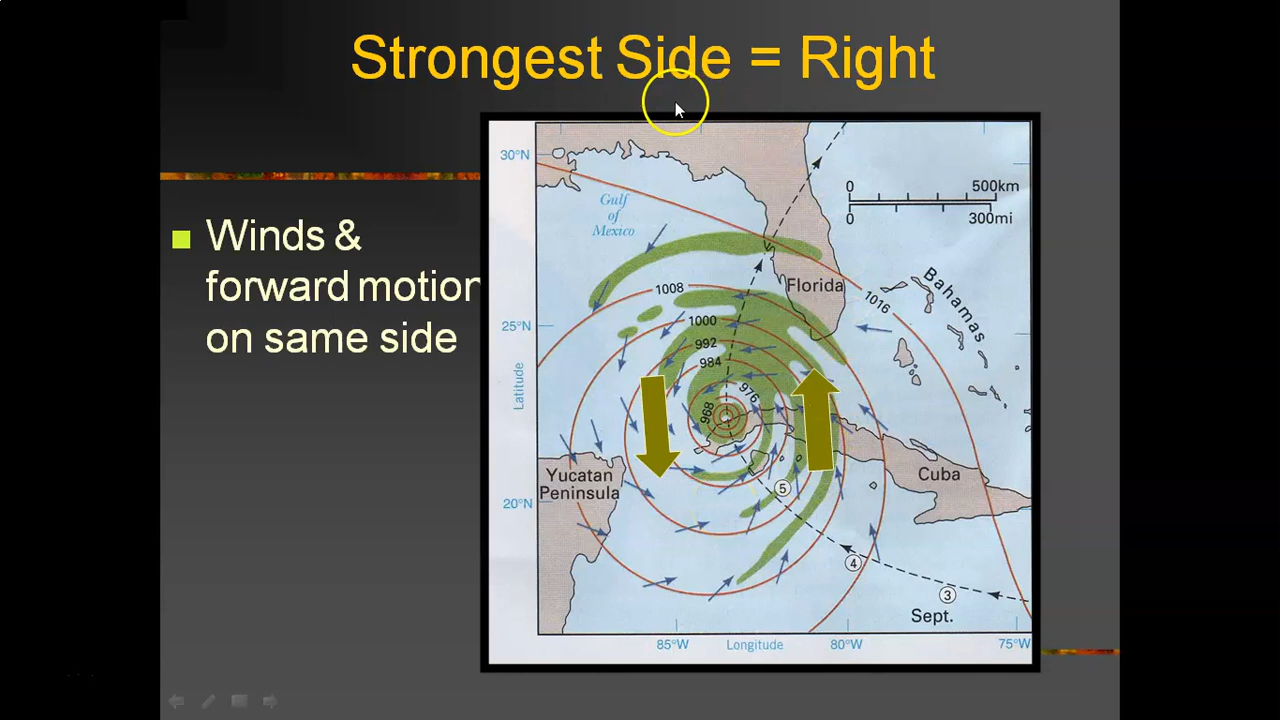 Strongest Side = Right
Winds &
forward motion
on same side
30°N
Gulf
of
Mexico
0
500km
0
300mi
Florida
Bahamas
1008
1016
25°N
1000
992
984
976
968
Latitude
Yucatan
Peninsula
Cuba
20°N
5
4
3
Sept.
85°W
Longitude
80°W
75°W